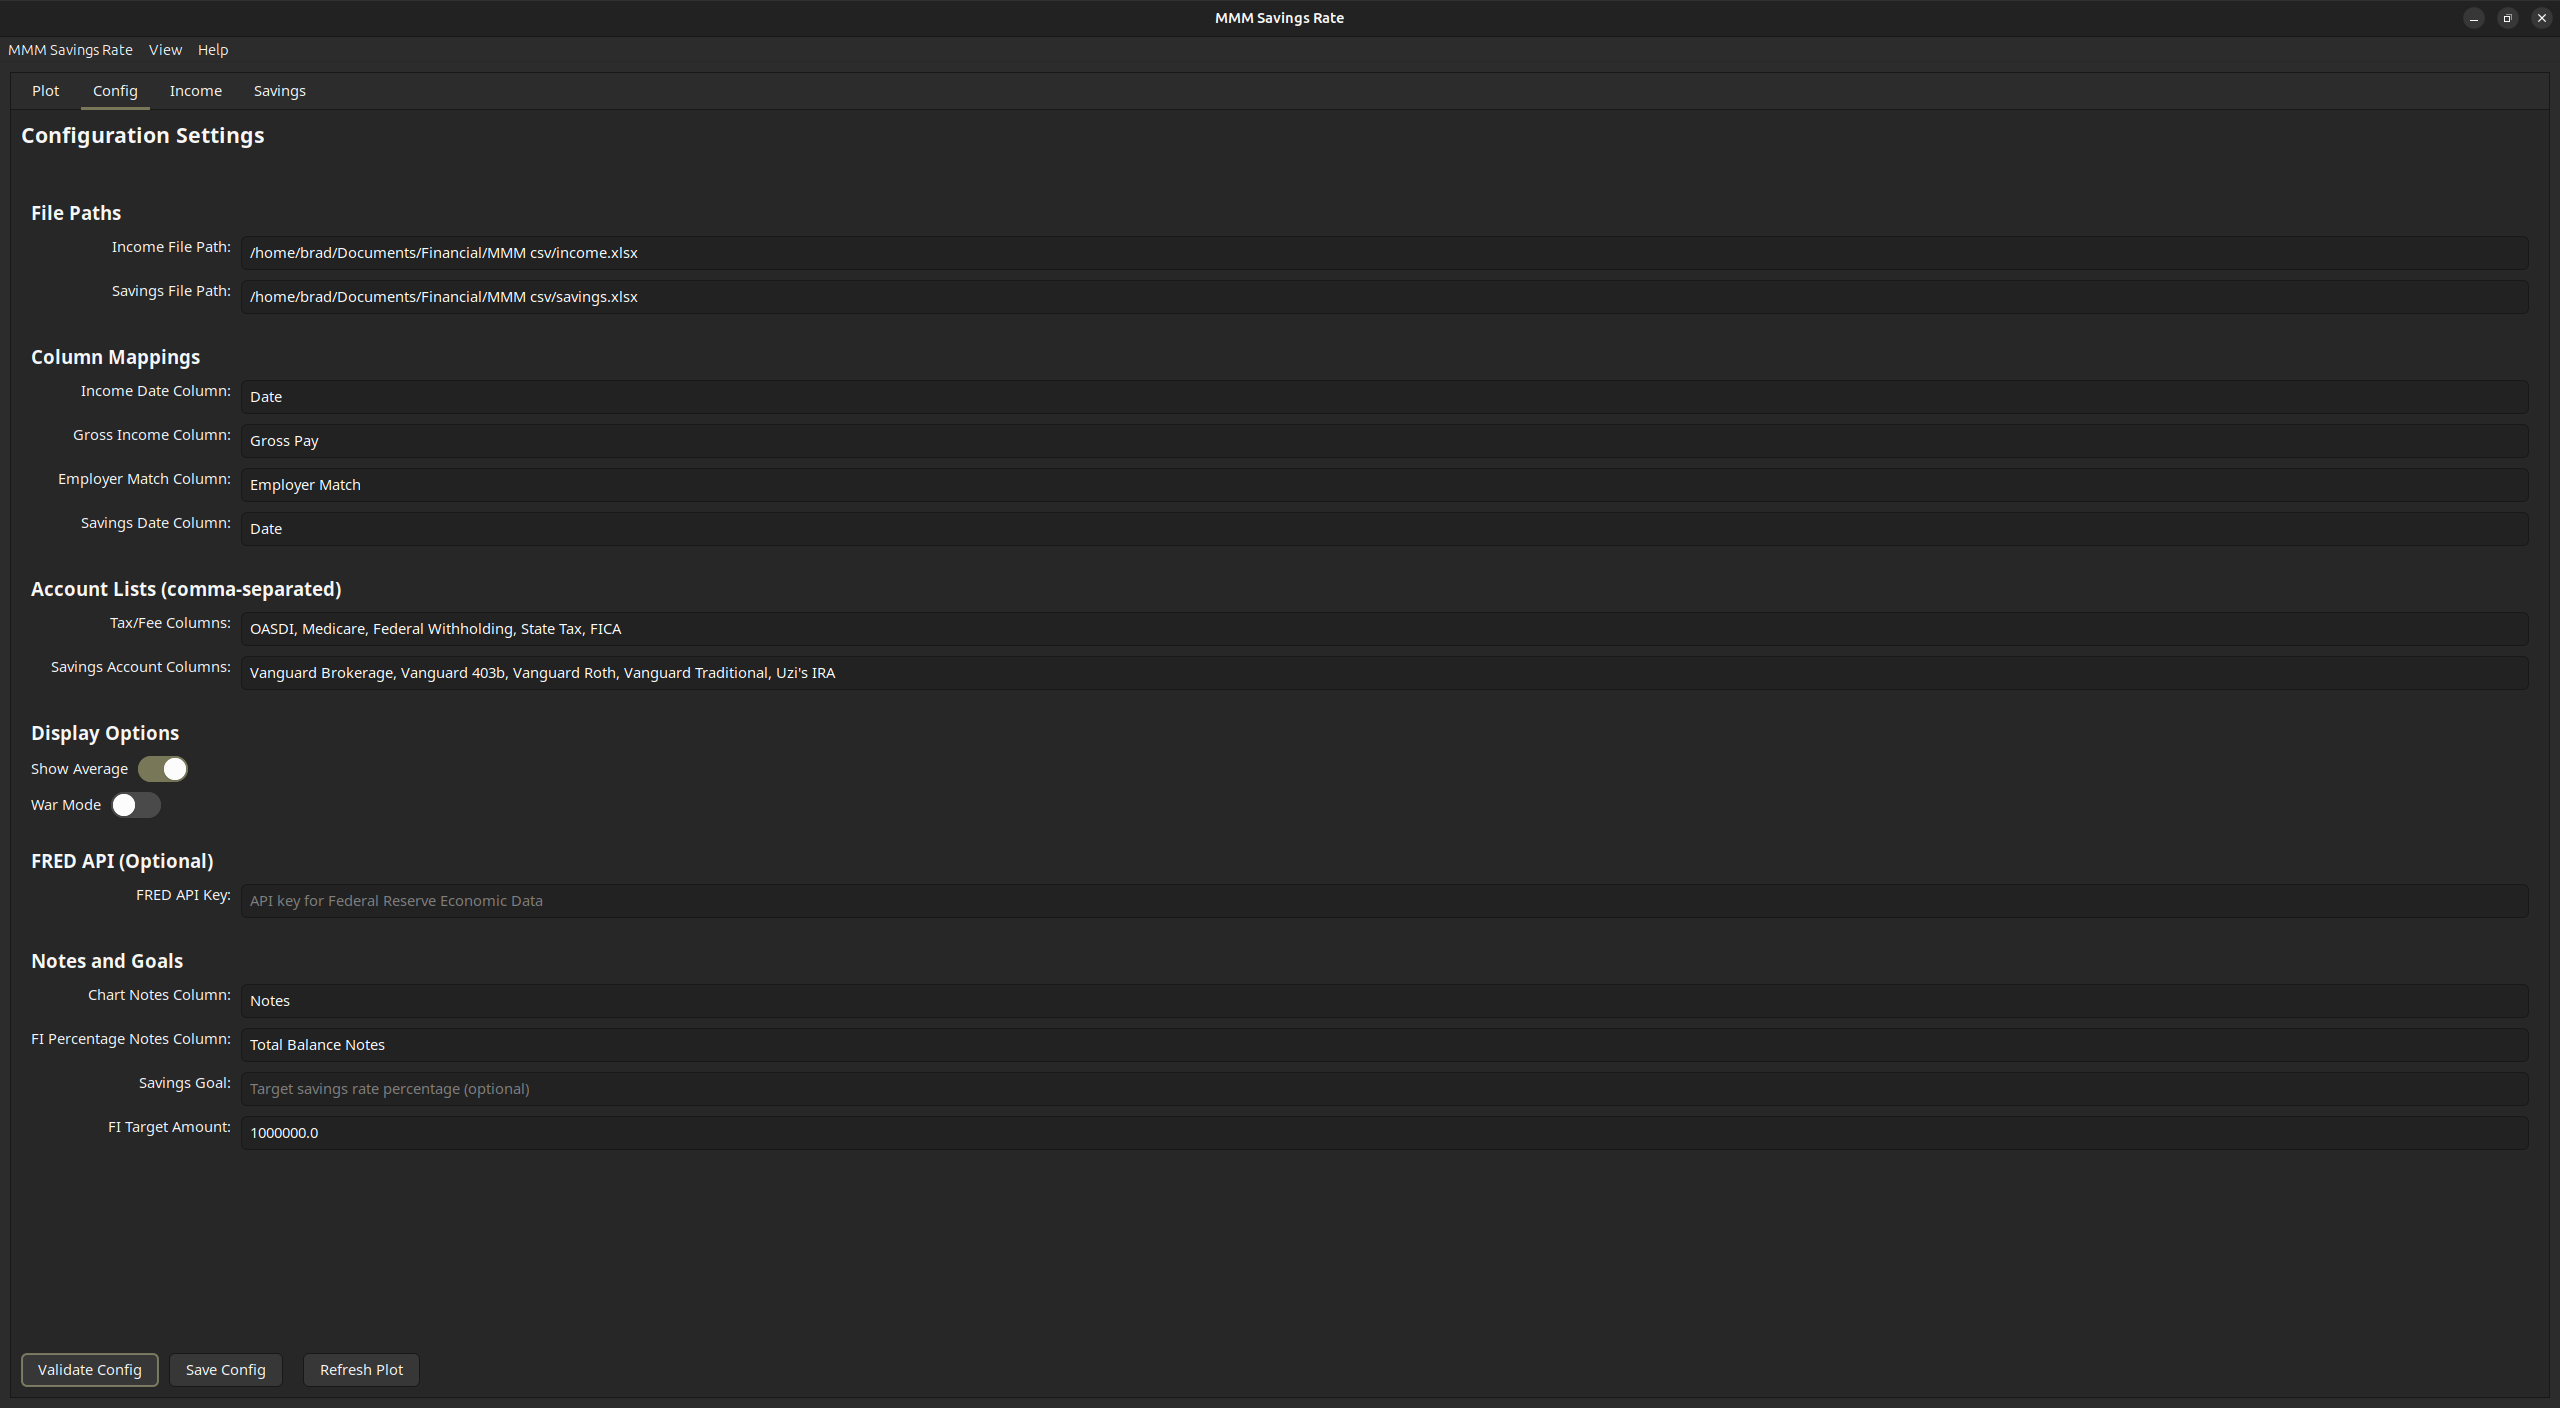 MMM Savings Rate
MMM Savings Rate View Help
Plot Config Income Savings
Configuration Settings
File Paths
Income File Path: /home/brad/Documents/Financial/MMM csv/income.xlsx
Savings File Path: /home/brad/Documents/Financial/MMM csv/savings.xlsx
Column Mappings
Income Date Column: Date
Gross Income Column: Gross Pay
Employer Match Column: Employer Match
Savings Date Column: Date
Account Lists (comma-separated)
Tax/Fee Columns: OASDI, Medicare, Federal Withholding, State Tax, FICA
Savings Account Columns: Vanguard Brokerage, Vanguard 403b, Vanguard Roth, Vanguard Traditional, Uzi's IRA
Display Options
Show Average
War Mode
FRED API (Optional)
FRED API Key: API key for Federal Reserve Economic Data
Notes and Goals
Chart Notes Column: Notes
FI Percentage Notes Column: Total Balance Notes
Savings Goal: Target savings rate percentage (optional)
FI Target Amount: 1000000.0
Validate Config Save Config Refresh Plot